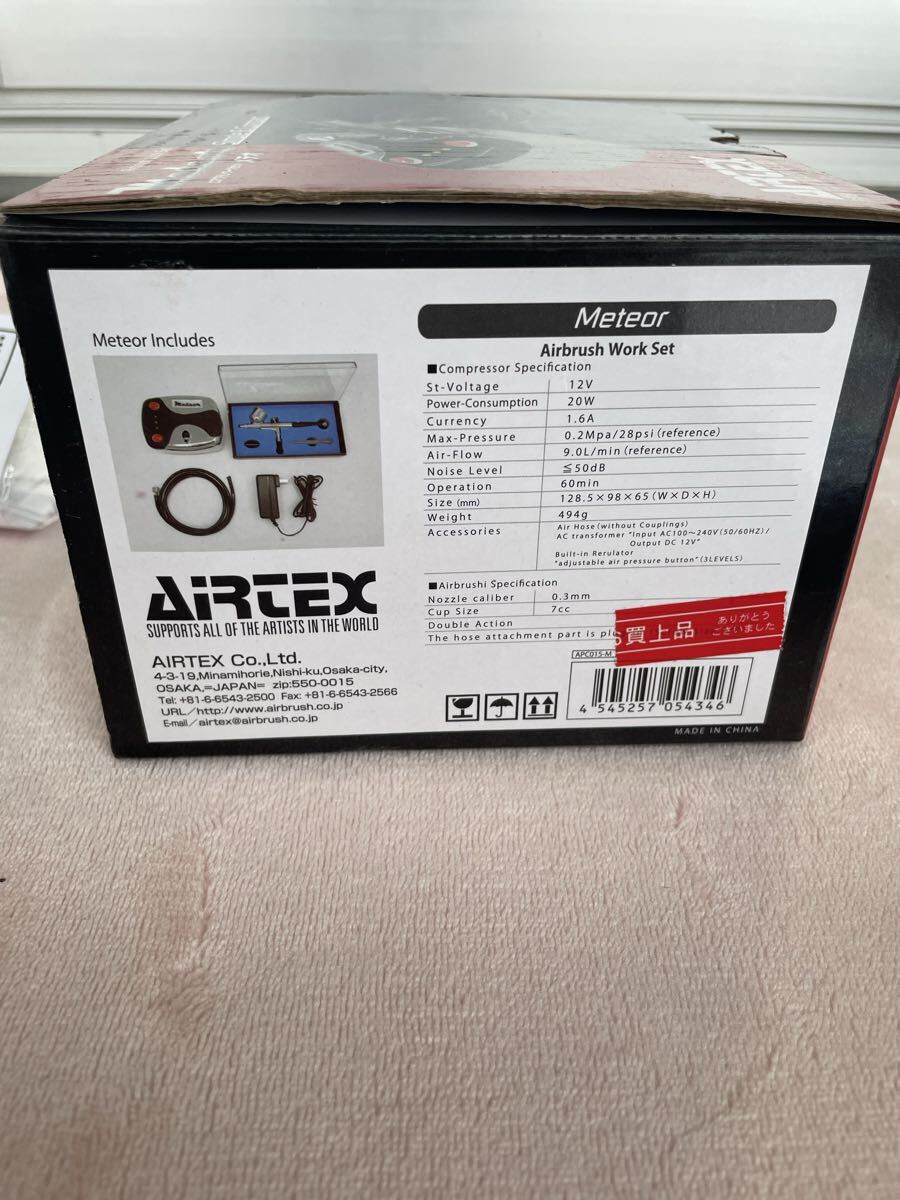 Meteor Includes
Meteor
AiRTEX
SUPPORTS ALL OF THE ARTISTS IN THE WORLD
AIRTEX Co.,Ltd.
4-3-19,Minamihorie,Nishi-ku,Osaka-city,
OSAKA,=JAPAN= zip:550-0015
Tel: +81-6-6543-2500 Fax: +81-6-6543-2566
URL／http://www.airbrush.co.jp
E-mail／airtex@airbrush.co.jp
Meteor
Airbrush Work Set
■Compressor Specification
St-Voltage 12V
Power-Consumption 20W
Currency 1.6A
Max-Pressure 0.2Mpa/28psi (reference)
Air-Flow 9.0L/min (reference)
Noise Level ≦50dB
Operation 60min
Size (mm) 128.5×98×65 (W×D×H)
Weight 494g
Accessories Air Hose (without Couplings)
AC transformer "Input AC100〜240V (50/60HZ) /
Output DC 12V"
Built-in Rerulator
"adjustable air pressure button" (3LEVELS)
■Airbrushi Specification
Nozzle caliber 0.3mm
Cup Size 7cc
Double Action
The hose attachment part is
買上品
ありがとう
ございました
APC015-M
4 545257 054346
MADE IN CHINA